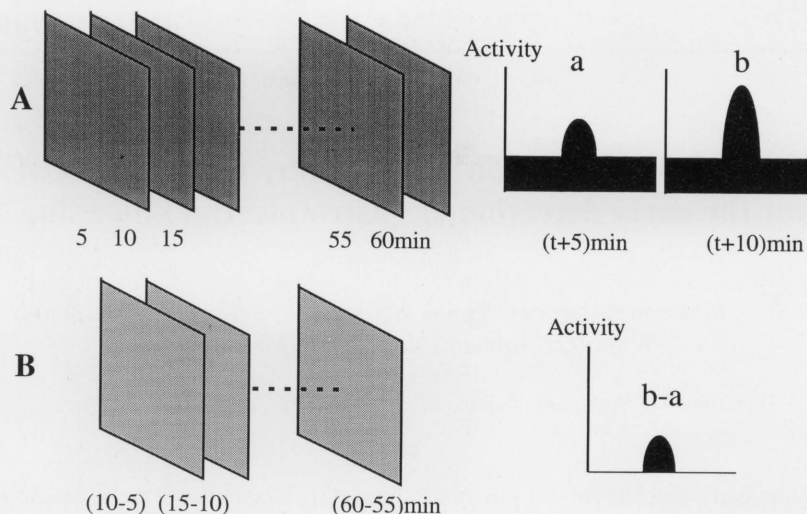 A
5 10 15 55 60min
Activity
a b
(t+5)min (t+10)min
B
(10-5) (15-10) (60-55)min
Activity
b-a